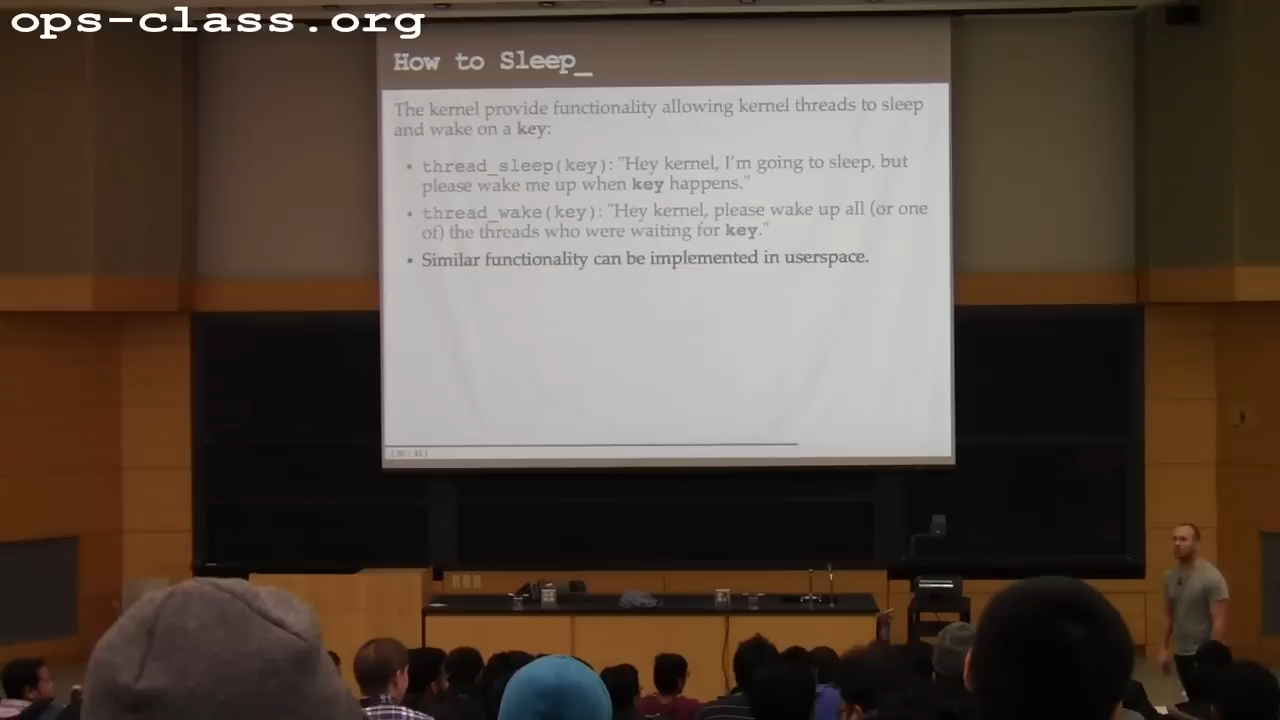 ops-class.org
How to Sleep_
The kernel provide functionality allowing kernel threads to sleep
and wake on a key:
• thread_sleep(key): "Hey kernel, I'm going to sleep, but
please wake me up when key happens."
• thread_wake(key): "Hey kernel, please wake up all (or one
of) the threads who were waiting for key."
• Similar functionality can be implemented in userspace.